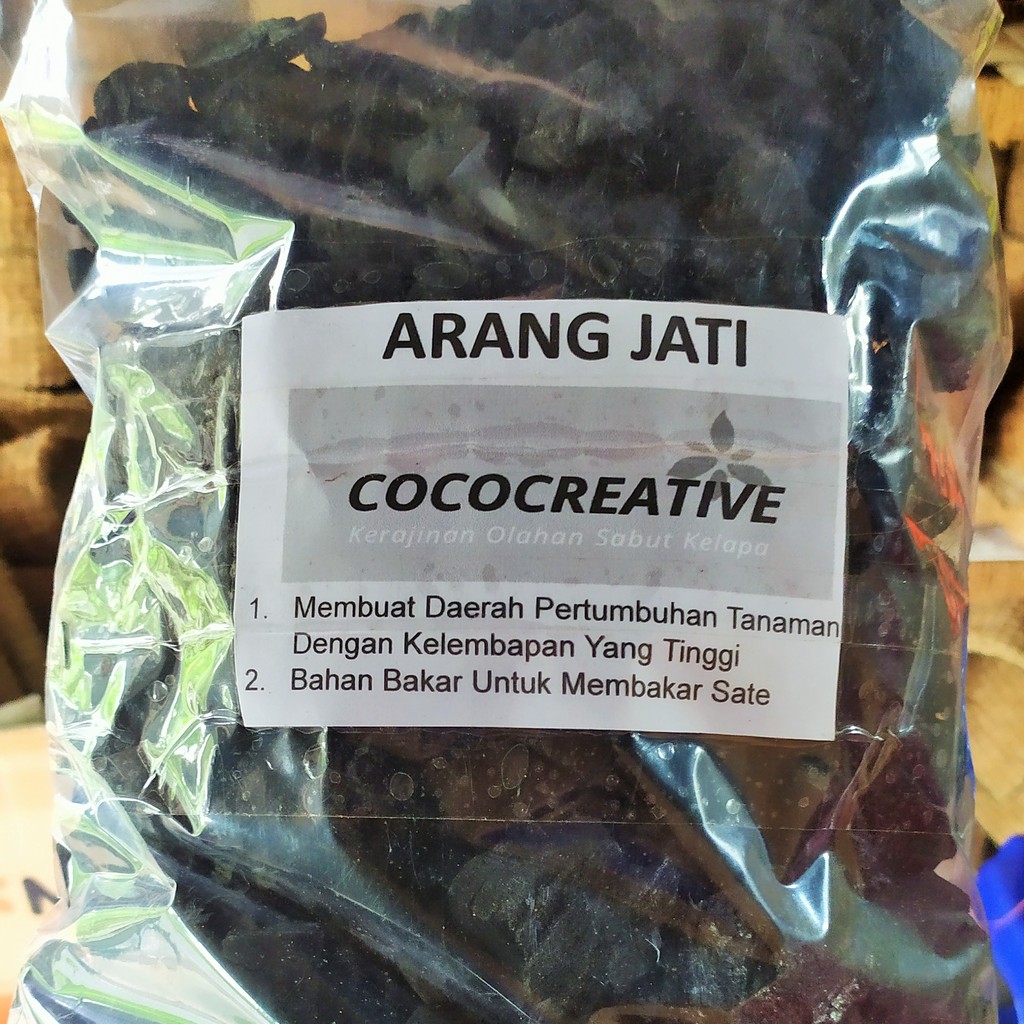 ARANG JATI
COCOCREATIVE
Kerajinan Olahan Sabut Kelapa
1. Membuat Daerah Pertumbuhan Tanaman
Dengan Kelembapan Yang Tinggi
2. Bahan Bakar Untuk Membakar Sate